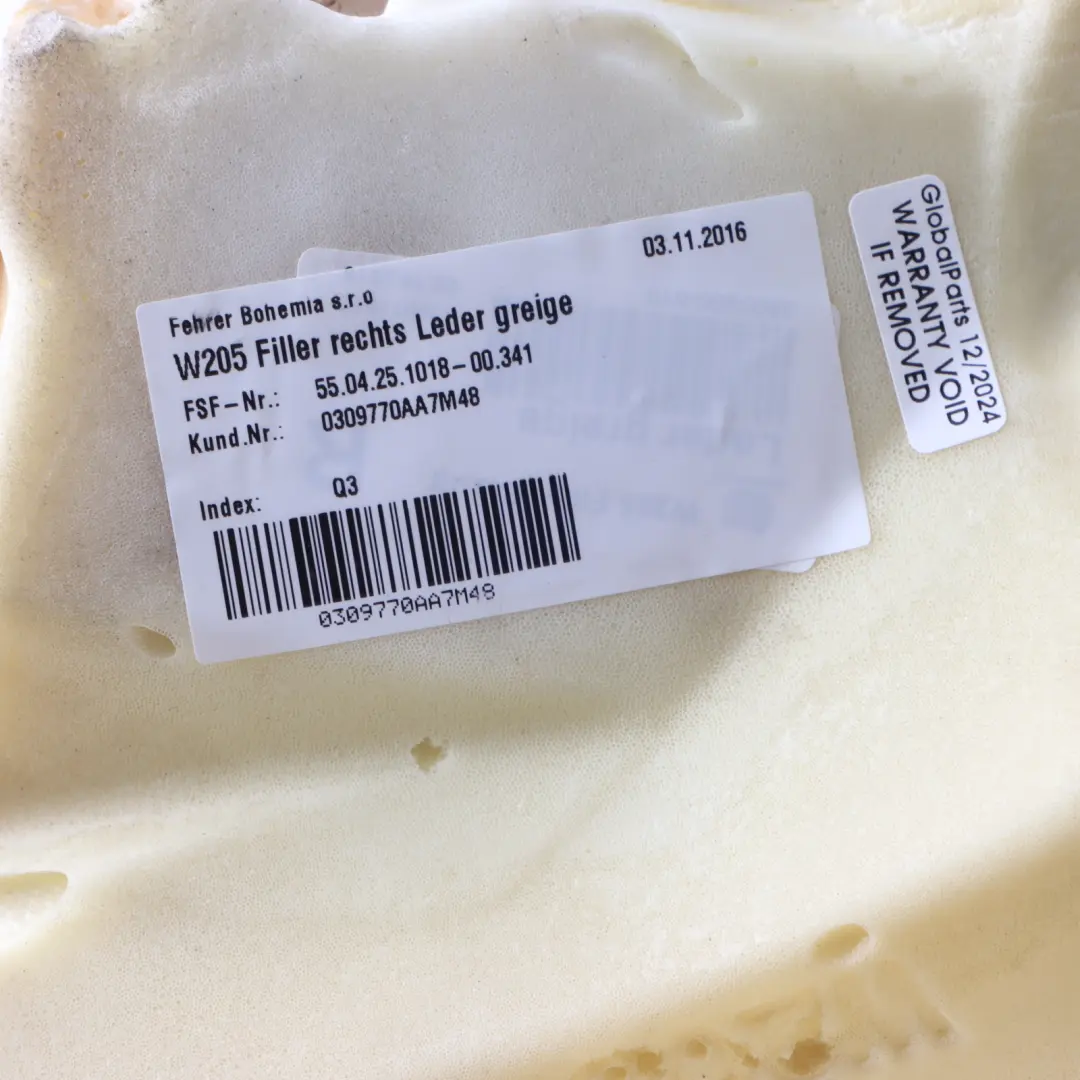 03.11.2016
Fehrer Bohemia s.r.o
W205 Filler rechts Leder greige
FSF-Nr.: 55.04.25.1018-00.341
Kund.Nr.: 0309770AA7M48
Index: Q3
0309770AA7M48
GlobalParts 12/2024
WARRANTY VOID
IF REMOVED